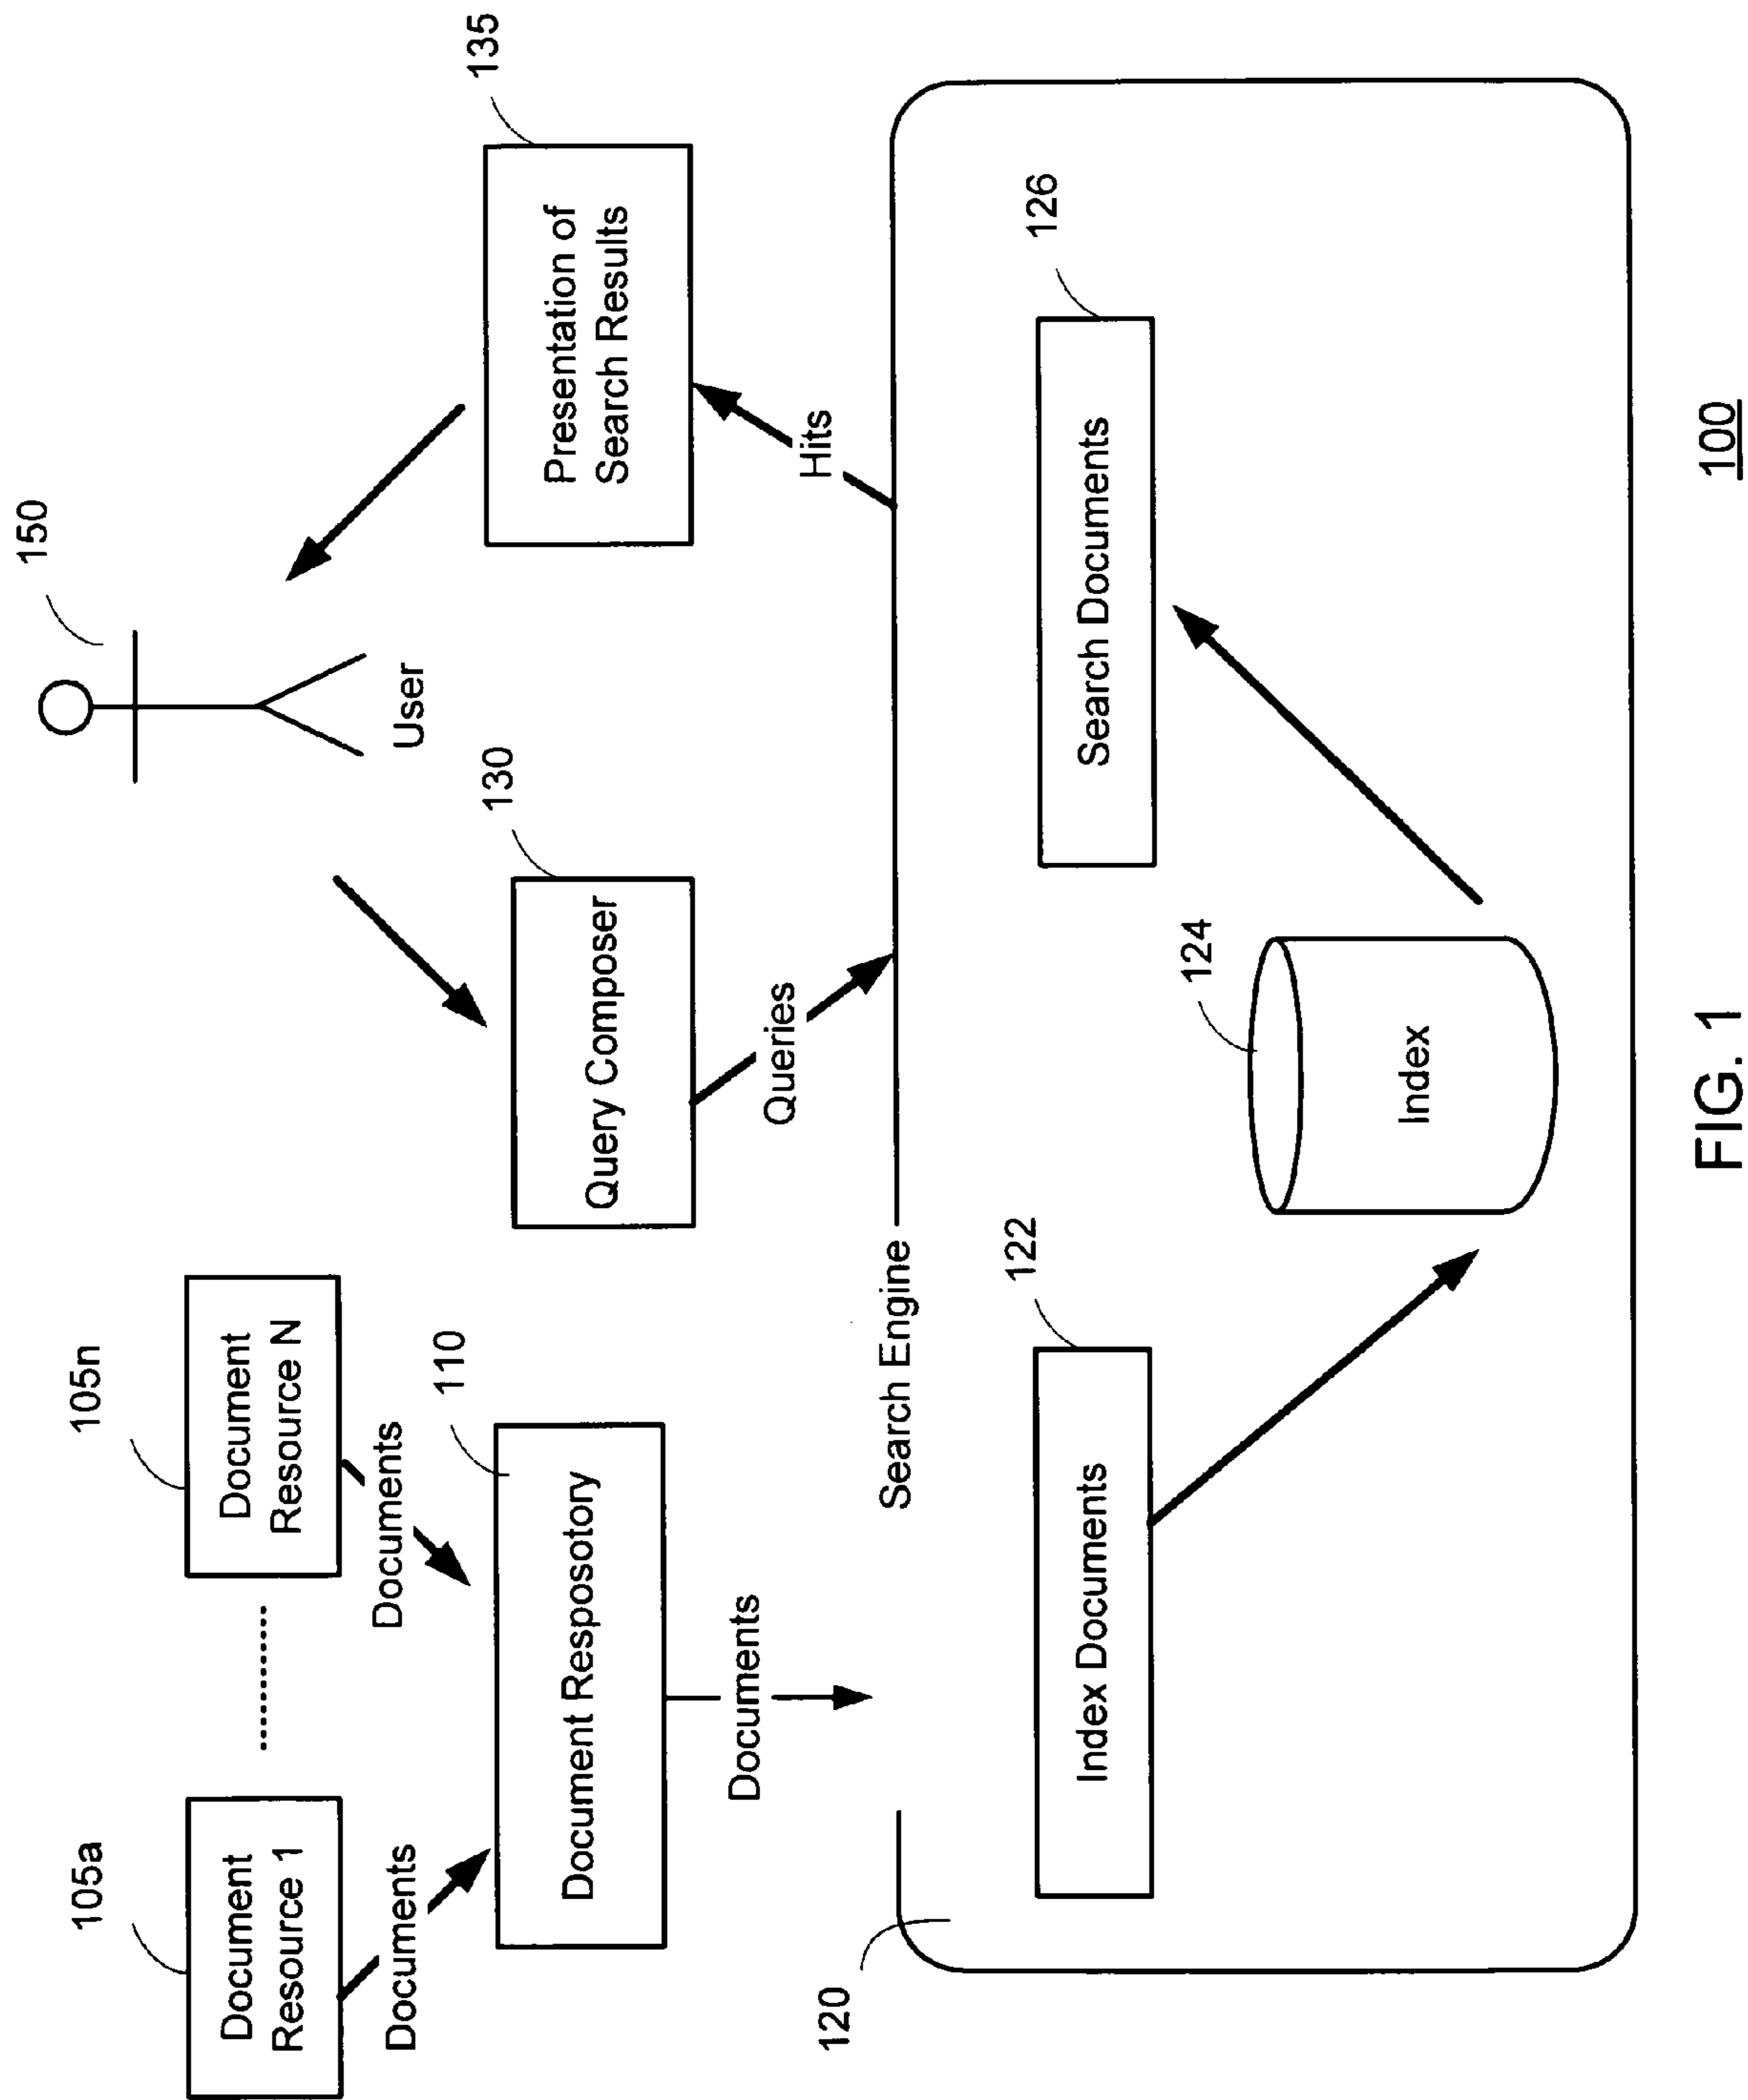 105a
Document
Resource 1
105n
Document
Resource N
150
User
Documents
Documents
110
Document Resposotory
130
Query Composer
135
Presentation of
Search Results
Documents
Queries
Hits
120
Search Engine
122
Index Documents
124
Index
126
Search Documents
FIG. 1
100